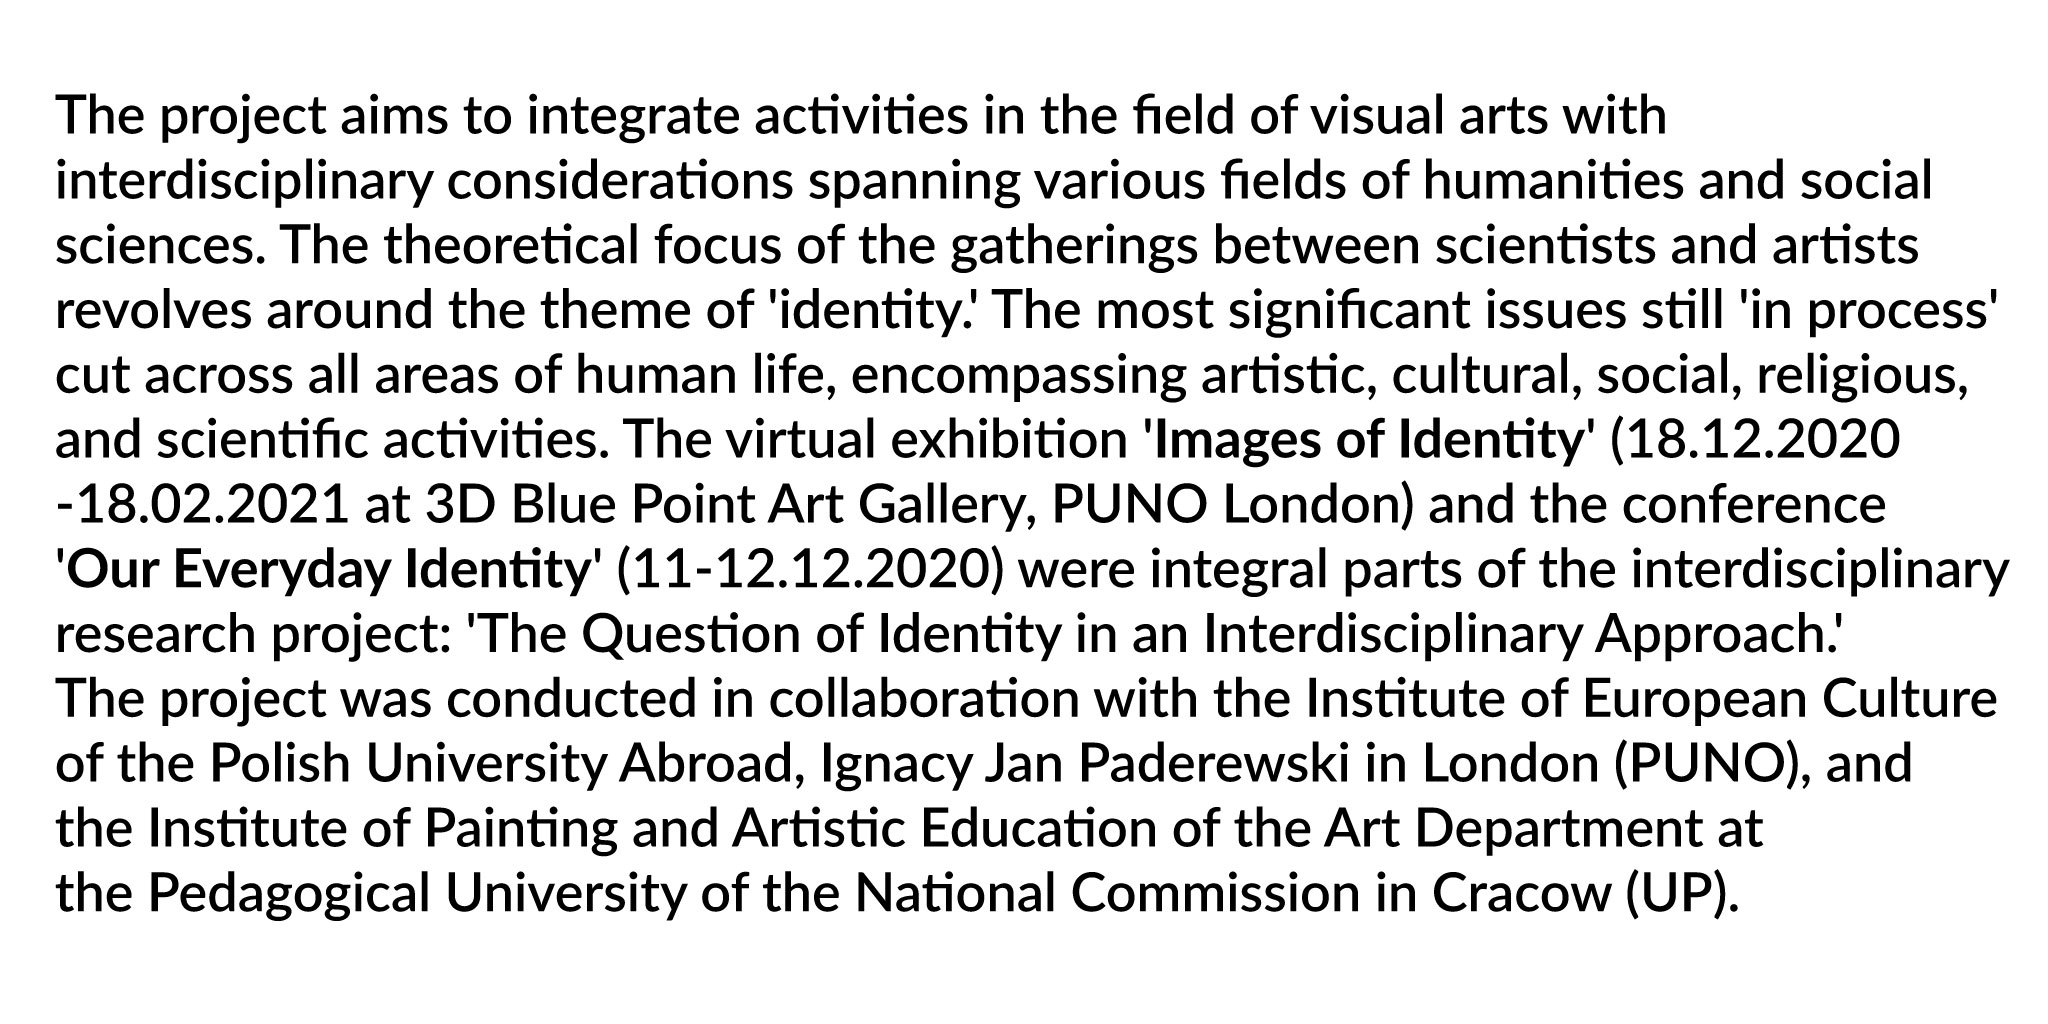 The project aims to integrate activities in the field of visual arts with
interdisciplinary considerations spanning various fields of humanities and social
sciences. The theoretical focus of the gatherings between scientists and artists
revolves around the theme of 'identity.' The most significant issues still 'in process'
cut across all areas of human life, encompassing artistic, cultural, social, religious,
and scientific activities. The virtual exhibition 'Images of Identity' (18.12.2020
-18.02.2021 at 3D Blue Point Art Gallery, PUNO London) and the conference
'Our Everyday Identity' (11-12.12.2020) were integral parts of the interdisciplinary
research project: 'The Question of Identity in an Interdisciplinary Approach.'
The project was conducted in collaboration with the Institute of European Culture
of the Polish University Abroad, Ignacy Jan Paderewski in London (PUNO), and
the Institute of Painting and Artistic Education of the Art Department at
the Pedagogical University of the National Commission in Cracow (UP).